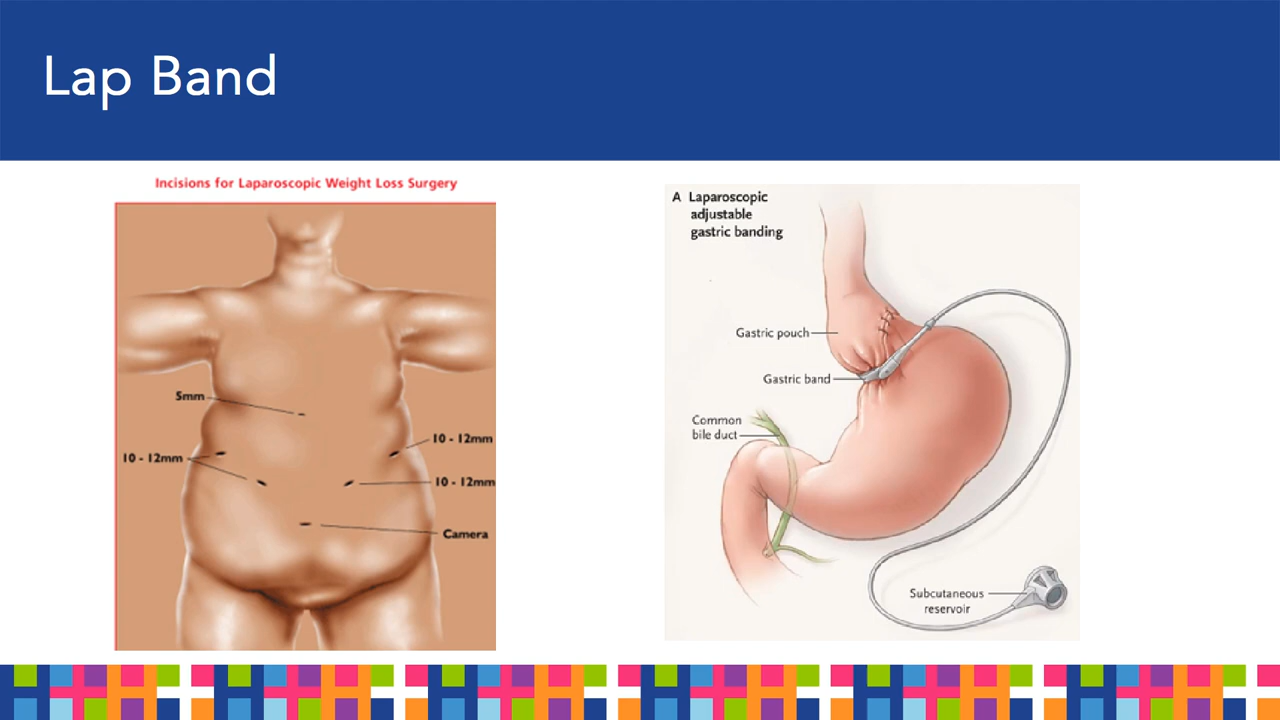 Lap Band
Incisions for Laparoscopic Weight Loss Surgery
5mm
10 - 12mm
10 - 12mm
10 - 12mm
Camera
A Laparoscopic
adjustable
gastric banding
Gastric pouch
Gastric band
Common
bile duct
Subcutaneous
reservoir